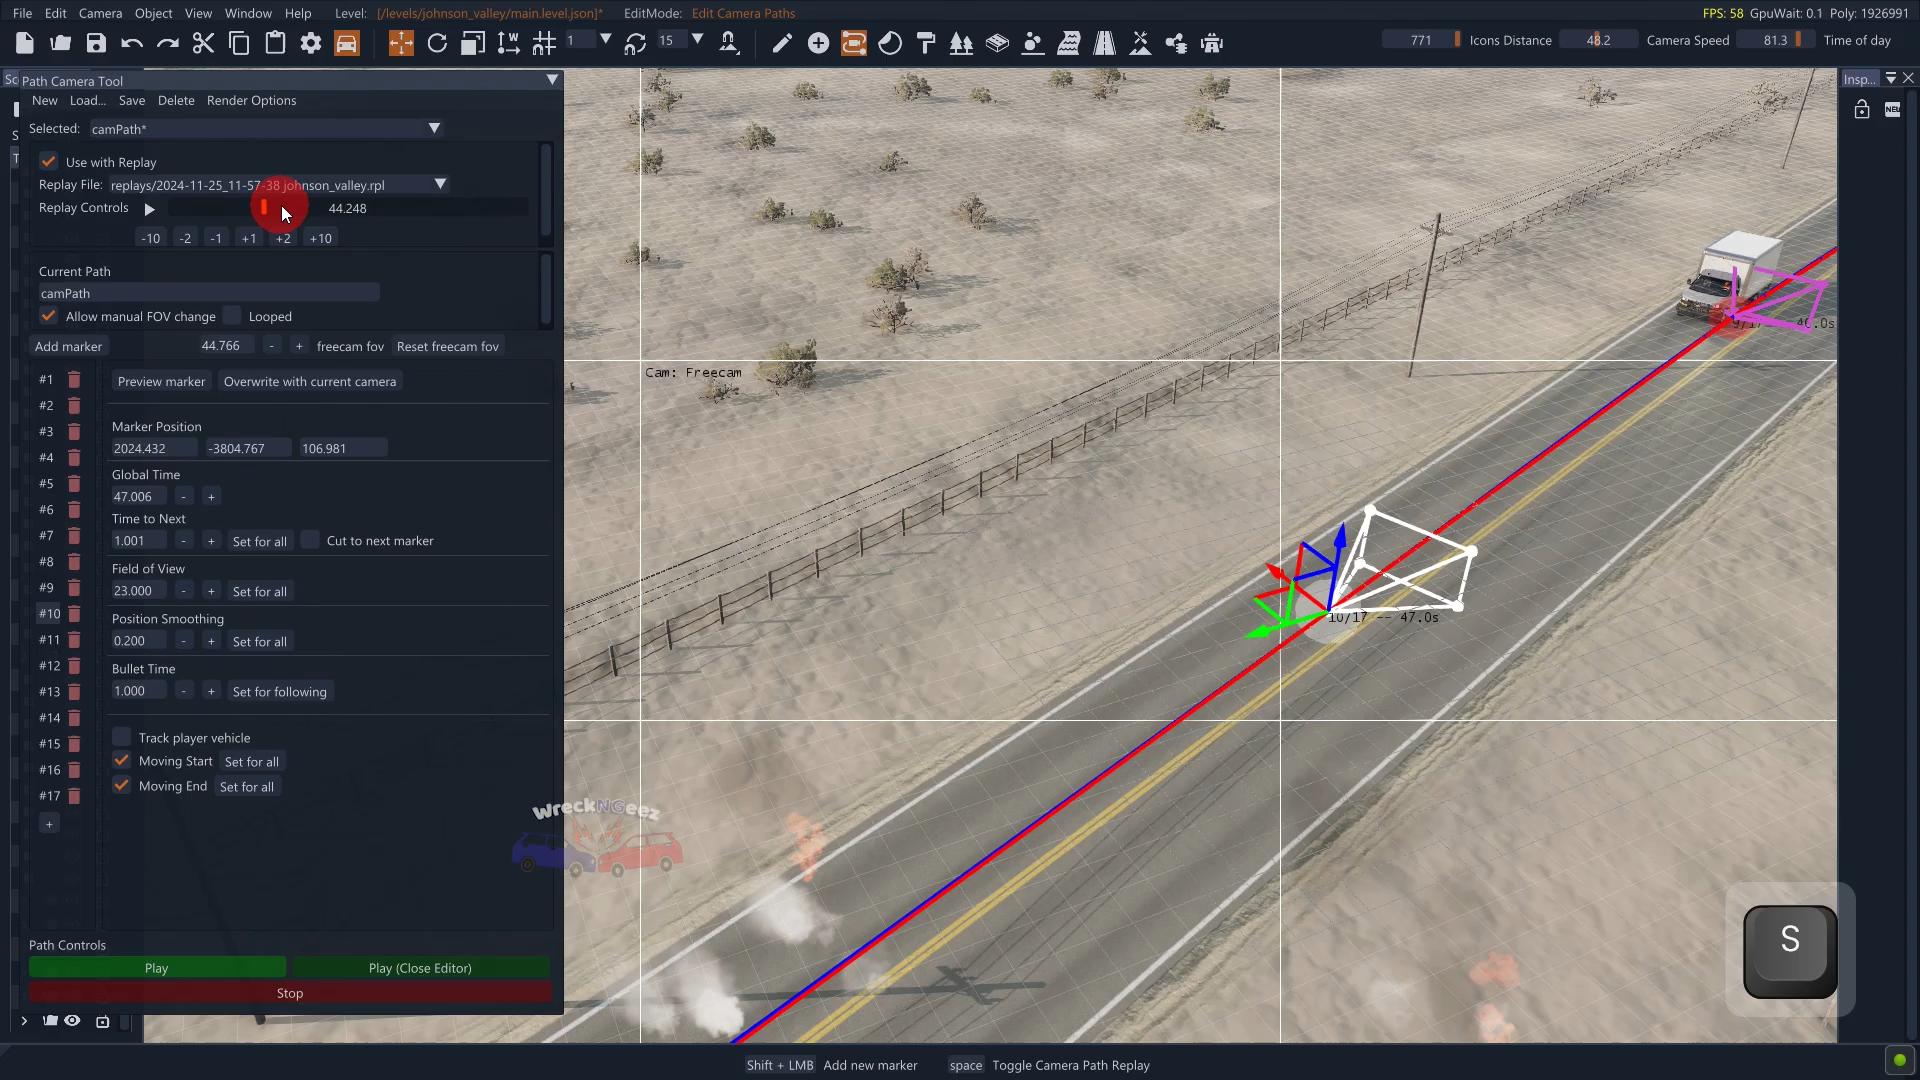 File Edit Camera Object View Window Help Level: [/levels/johnson_valley/main.level.json]* EditMode: Edit Camera Paths FPS: 58 GpuWait: 0.1 Poly: 1926991
1 15 771 Icons Distance 48.2 Camera Speed 81.3 Time of day
Path Camera Tool
Insp...
New Load... Save Delete Render Options
Selected: camPath*
Use with Replay
Replay File: replays/2024-11-25_11-57-38 johnson_valley.rpl
Replay Controls 44.248
-10 -2 -1 +1 +2 +10
Current Path
camPath
Allow manual FOV change Looped
Add marker 44.766 - + freecam fov Reset freecam fov
Cam: Freecam
#1 Preview marker Overwrite with current camera
#2
#3 Marker Position
#4 2024.432 -3804.767 106.981
#5 Global Time
#6 47.006 - +
#7 Time to Next
1.001 - + Set for all Cut to next marker
#8 Field of View
#9 23.000 - + Set for all
#10 Position Smoothing
#11 0.200 - + Set for all
#12 Bullet Time
#13 1.000 - + Set for following
#14 Track player vehicle
#15 Moving Start Set for all
#16 Moving End Set for all
#17
+
10/17 -- 47.0s
WreckNGeez
Path Controls
Play Play (Close Editor)
Stop
S
Shift + LMB Add new marker space Toggle Camera Path Replay